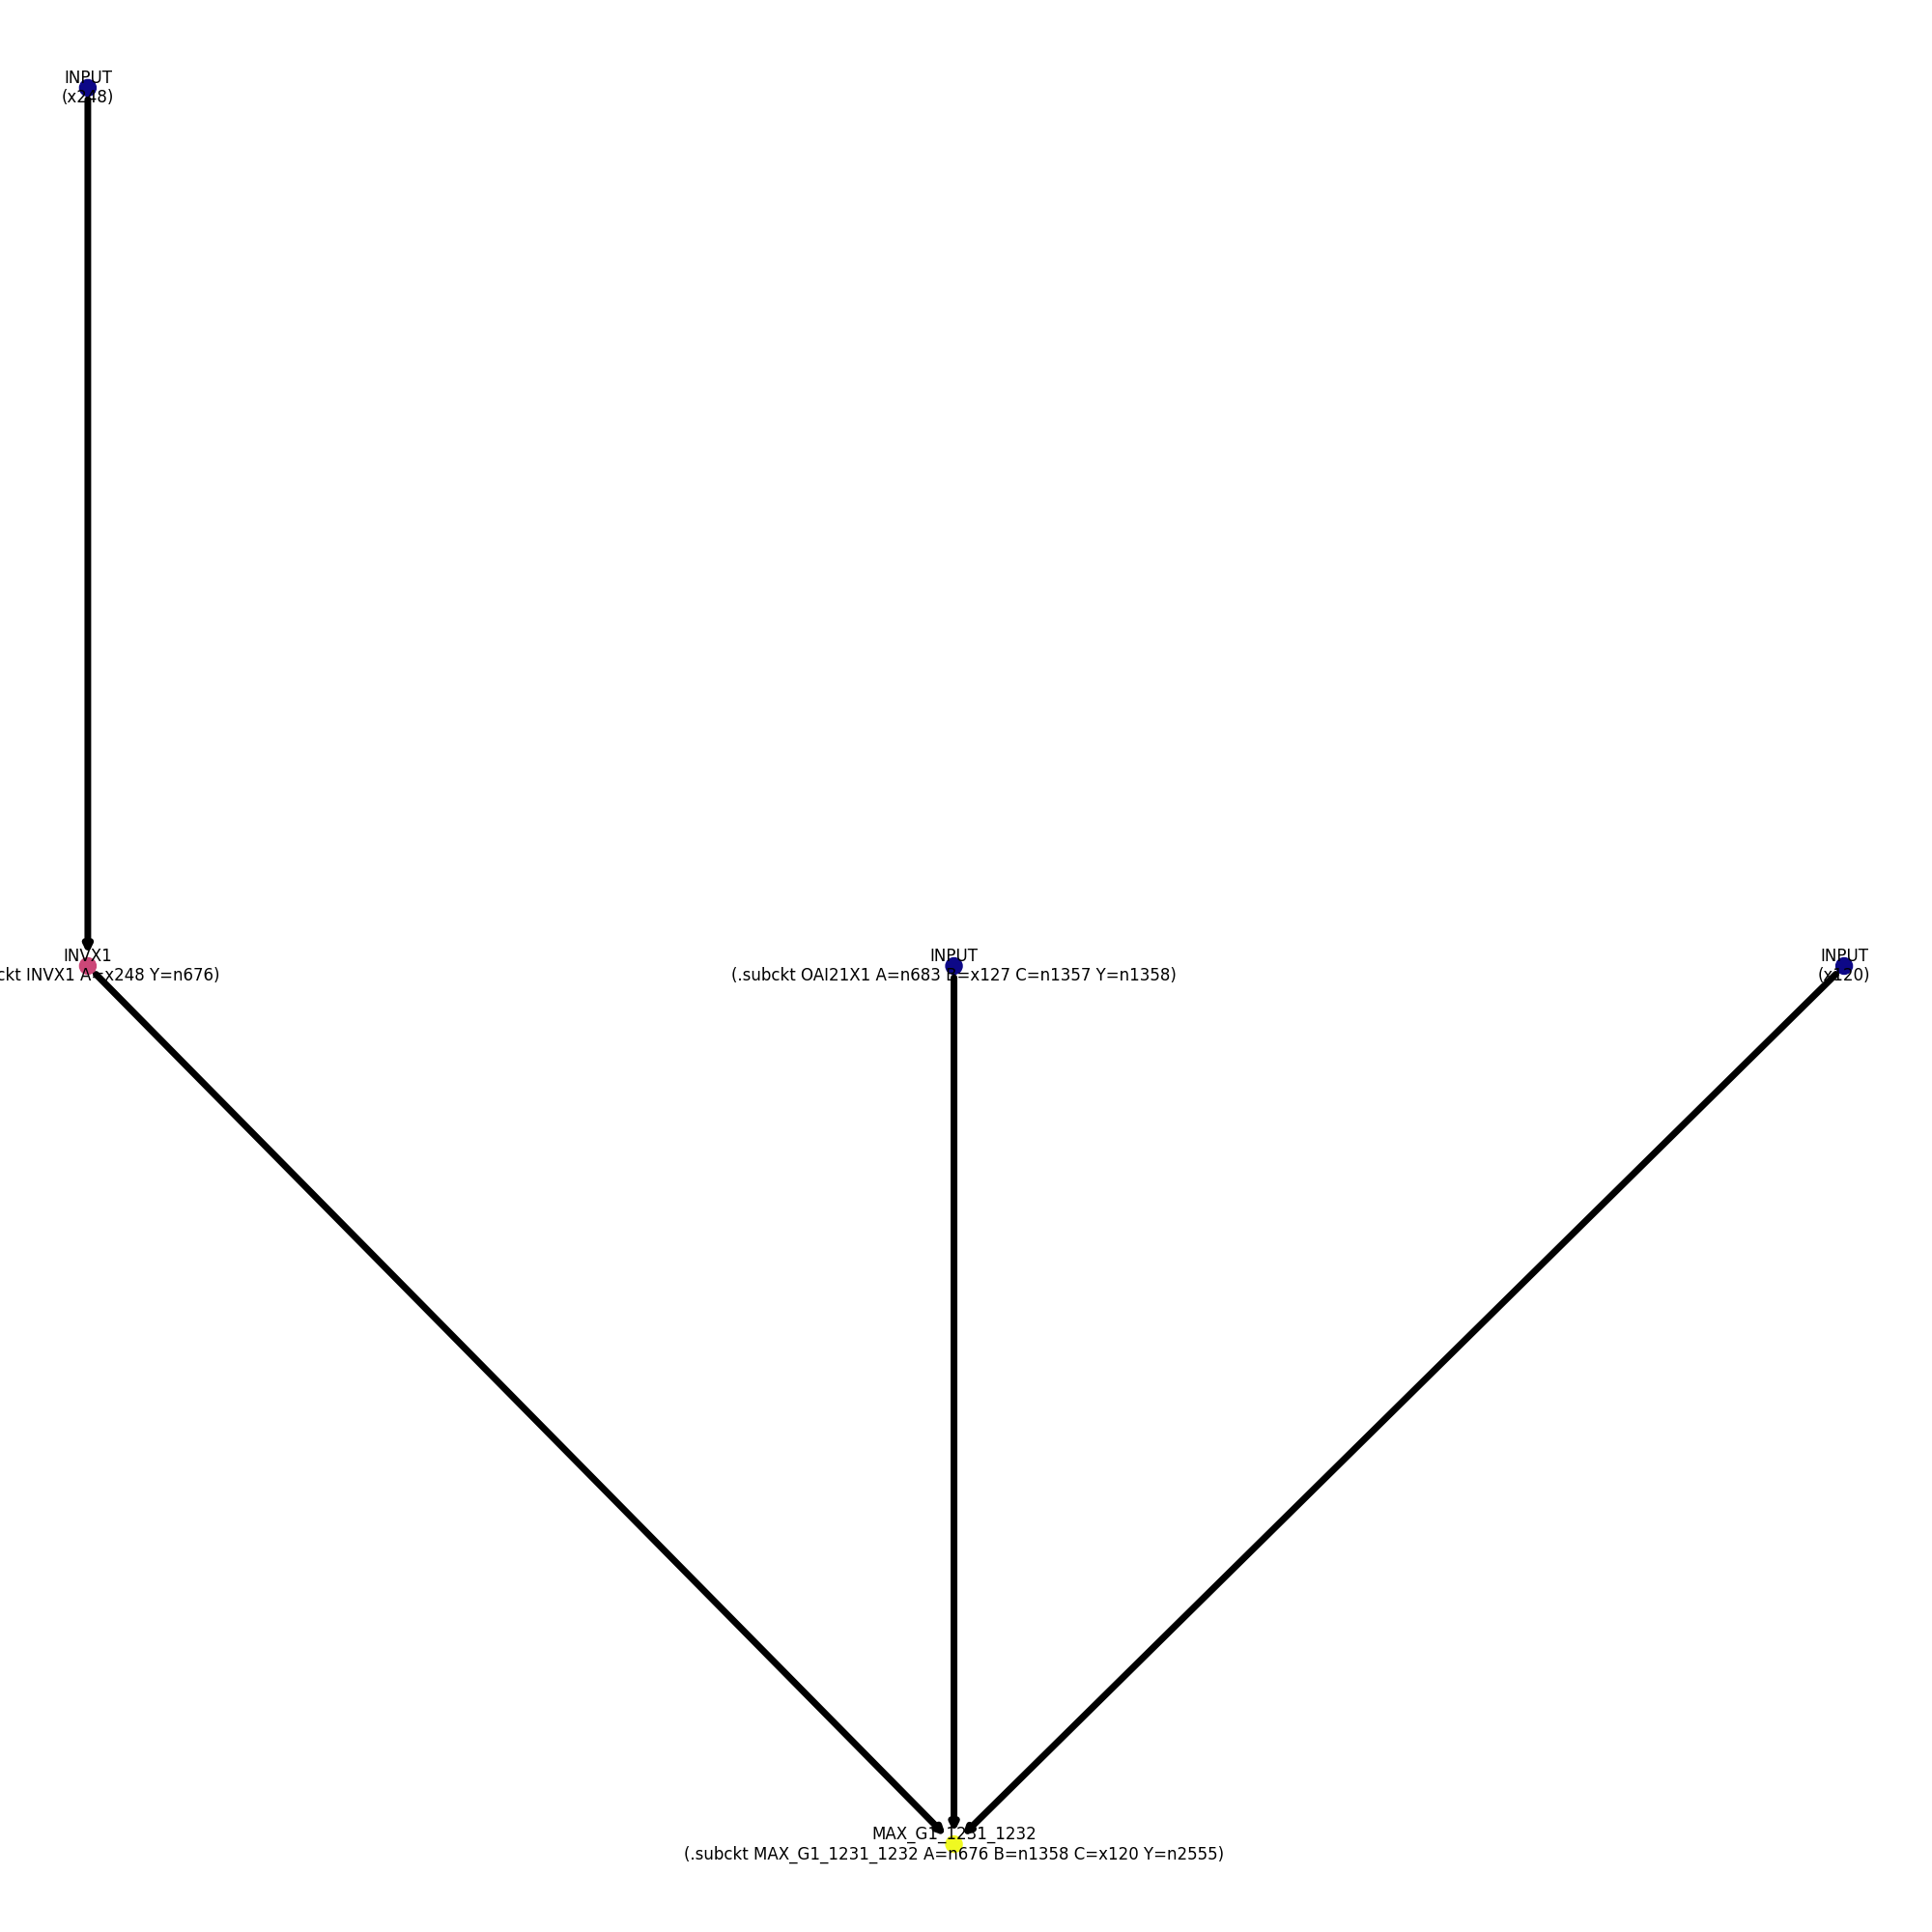 INPUT
(x248)
INVX1
ckt INVX1 A=x248 Y=n676)
INPUT
(.subckt OAI21X1 A=n683 B=x127 C=n1357 Y=n1358)
INPUT
(x120)
MAX_G1_1231_1232
(.subckt MAX_G1_1231_1232 A=n676 B=n1358 C=x120 Y=n2555)